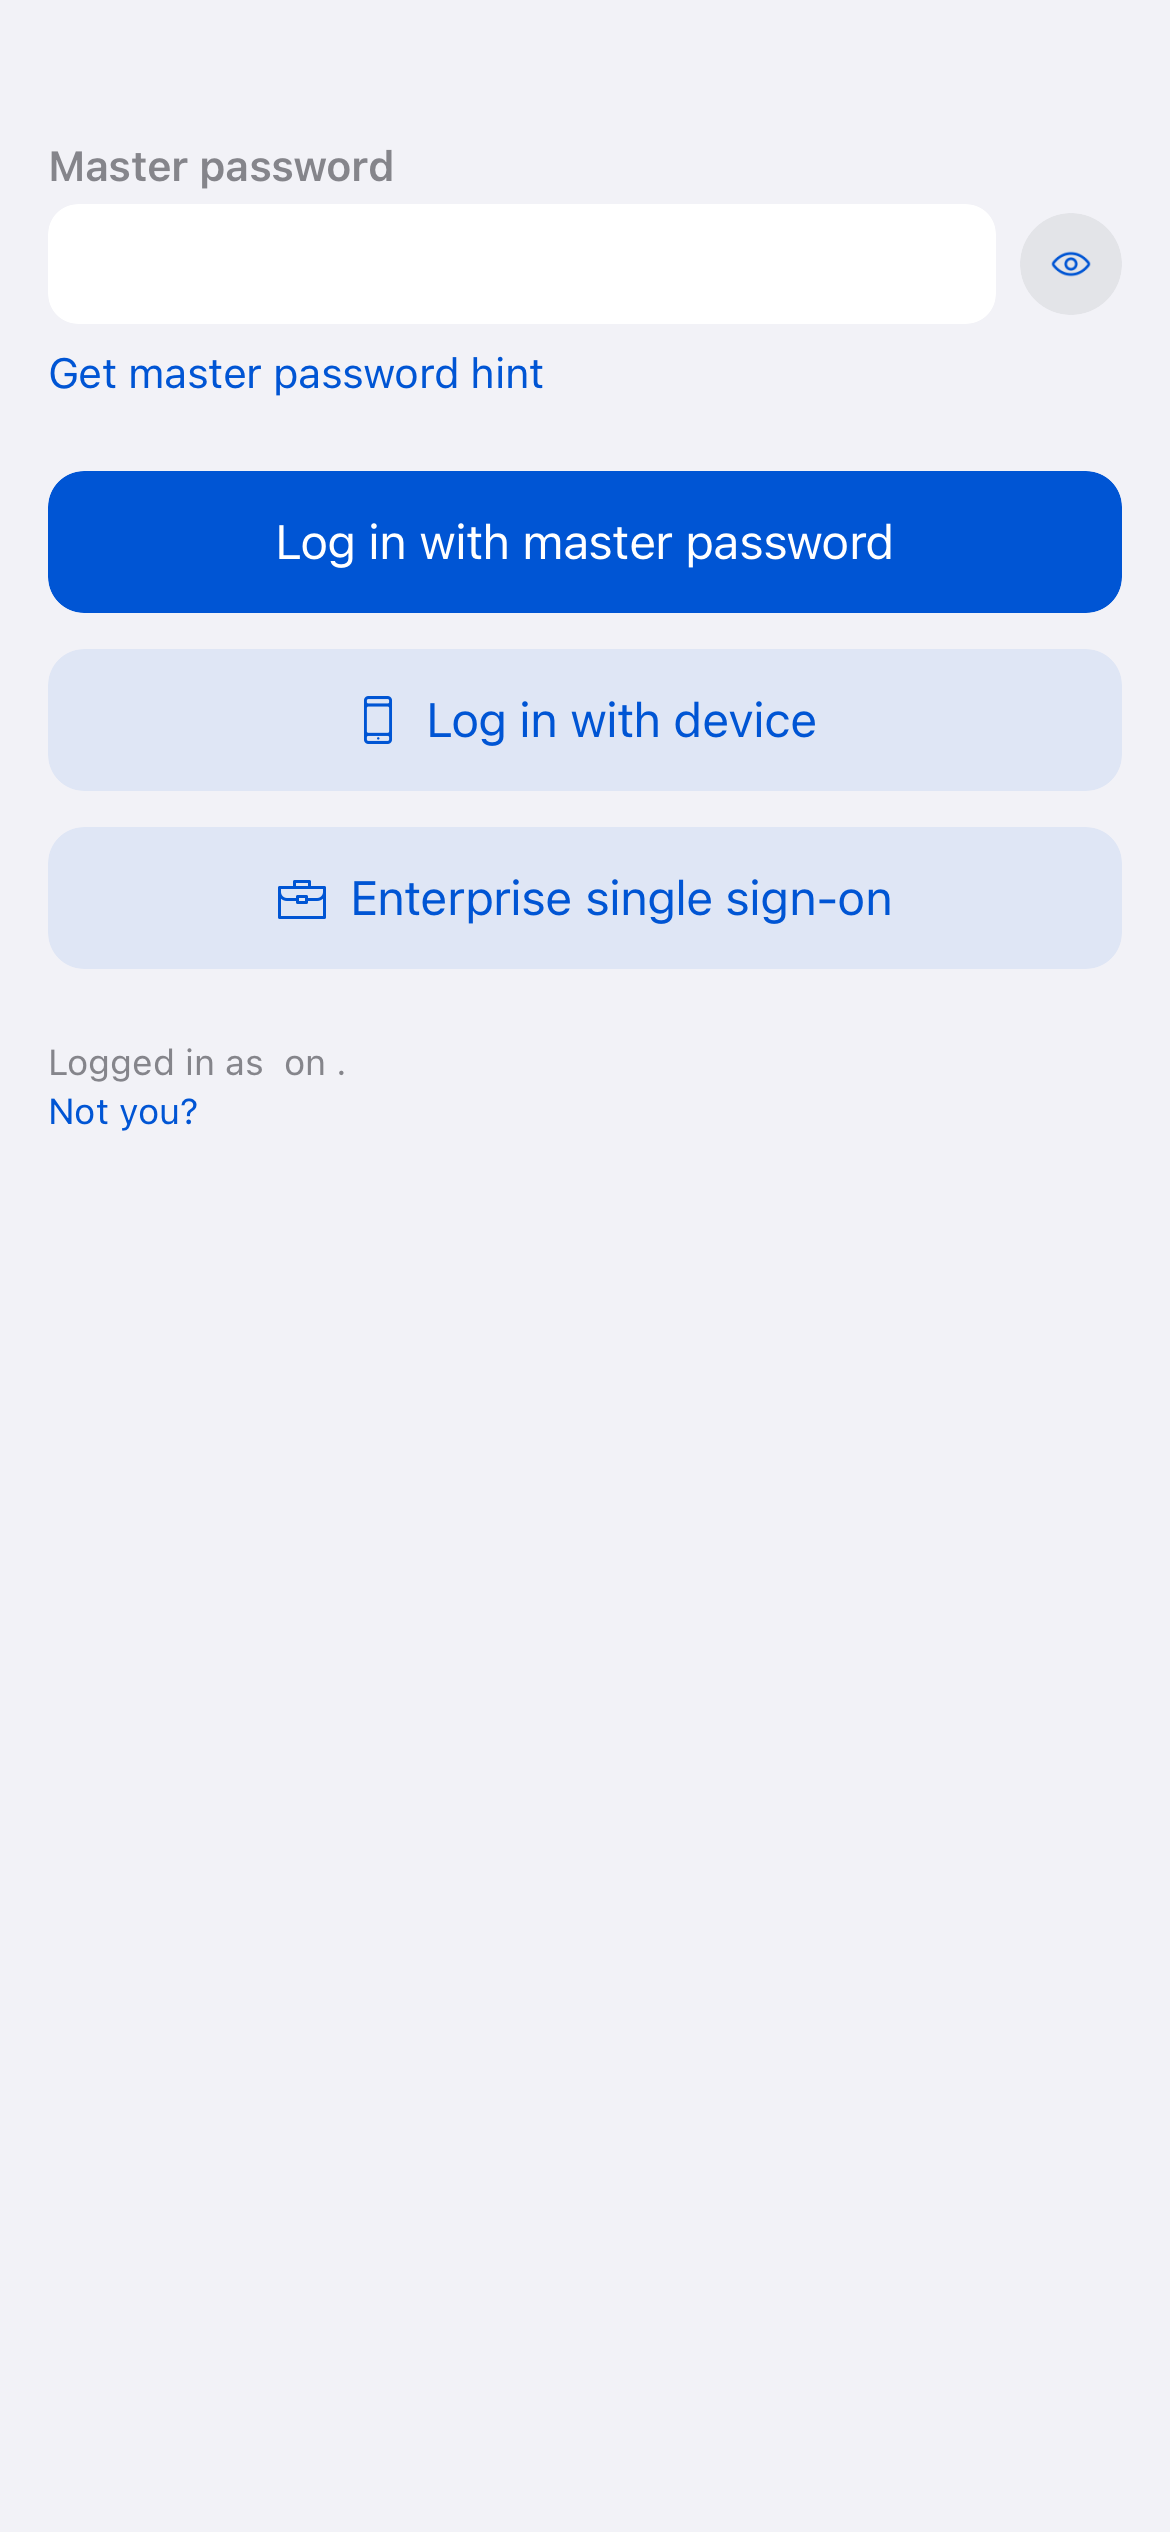 Master password
Get master password hint
Log in with master password
Log in with device
Enterprise single sign-on
Logged in as  on .
Not you?